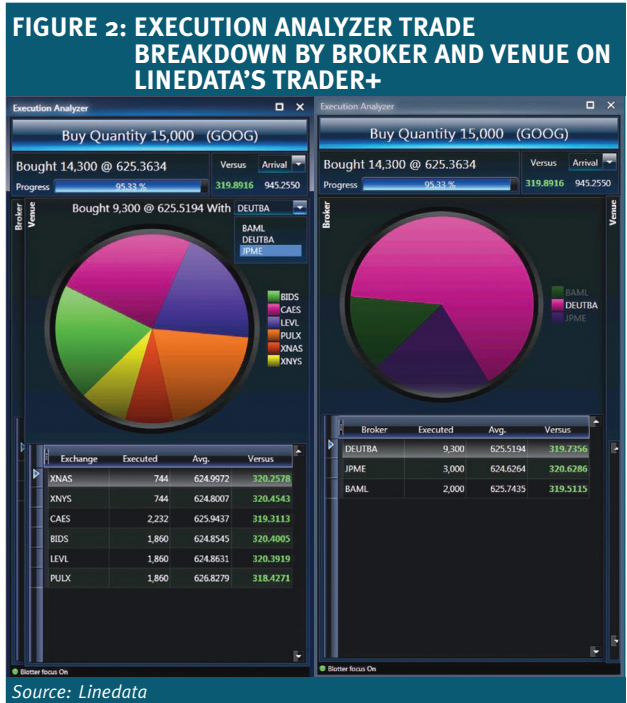 FIGURE 2: EXECUTION ANALYZER TRADE
BREAKDOWN BY BROKER AND VENUE ON
LINEDATA'S TRADER+
Execution Analyzer
Buy Quantity 15,000 (GOOG)
Bought 14,300 @ 625.3634
Versus Arrival
Progress 95.33 % 319.8916 945.2550
Broker
Venue
Bought 9,300 @ 625.5194 With DEUTBA
BAML
DEUTBA
JPME
BIDS
CAES
LEVL
PULX
XNAS
XNYS
Exchange Executed Avg. Versus
XNAS 744 624.9972 320.2578
XNYS 744 624.8007 320.4543
CAES 2,232 625.9437 319.3113
BIDS 1,860 624.8545 320.4005
LEVL 1,860 624.8631 320.3919
PULX 1,860 626.8279 318.4271
Blotter focus On
Execution Analyzer
Buy Quantity 15,000 (GOOG)
Bought 14,300 @ 625.3634
Versus Arrival
Progress 95.33 % 319.8916 945.2550
Broker
Venue
BAML
DEUTBA
JPME
Broker Executed Avg. Versus
DEUTBA 9,300 625.5194 319.7356
JPME 3,000 624.6264 320.6286
BAML 2,000 625.7435 319.5115
Blotter focus On
Source: Linedata